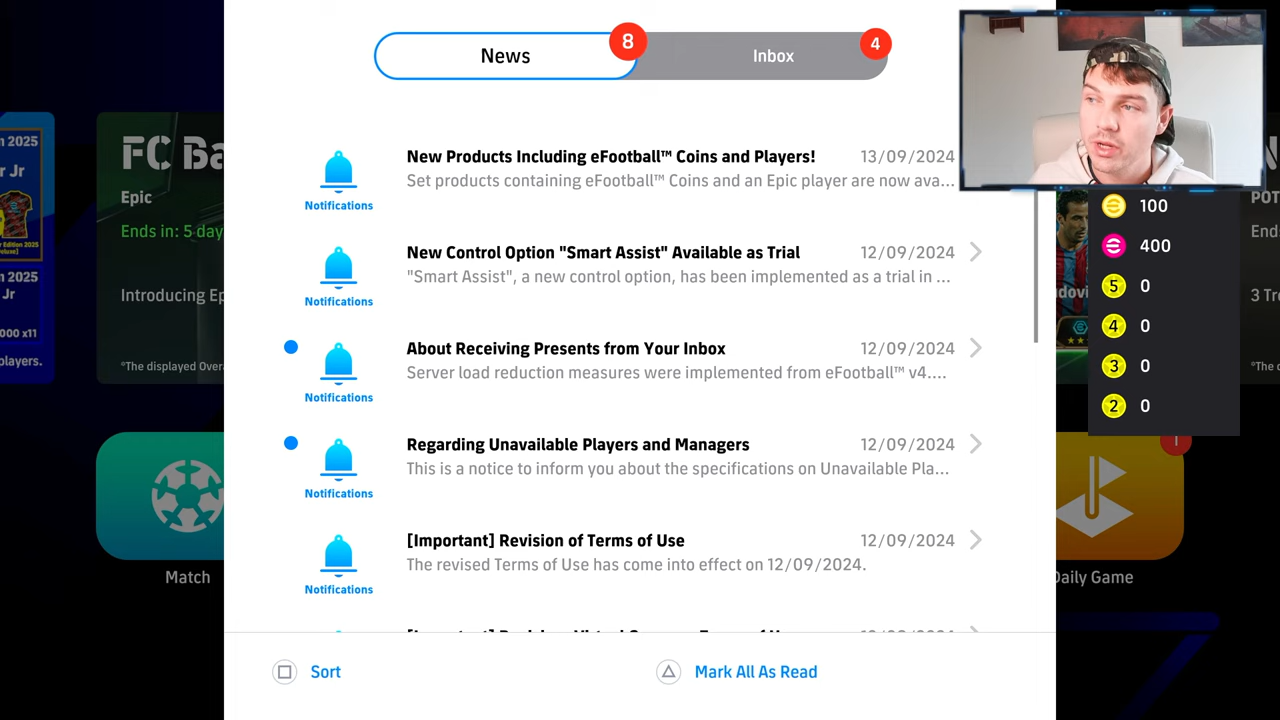 News
8
Inbox
4
New Products Including eFootball™ Coins and Players!
13/09/2024
Set products containing eFootball™ Coins and an Epic player are now ava...
Notifications
New Control Option "Smart Assist" Available as Trial
12/09/2024
"Smart Assist", a new control option, has been implemented as a trial in ...
Notifications
About Receiving Presents from Your Inbox
12/09/2024
Server load reduction measures were implemented from eFootball™ v4....
Notifications
Regarding Unavailable Players and Managers
12/09/2024
This is a notice to inform you about the specifications on Unavailable Pla...
Notifications
[Important] Revision of Terms of Use
12/09/2024
The revised Terms of Use has come into effect on 12/09/2024.
Notifications
Sort
Mark All As Read
2025
r Jr
2025
Jr
000 x11
players.
FC Ba
Epic
Ends in: 5 day
Introducing Ep
*The displayed Overa
Match
100
400
5 0
4 0
3 0
2 0
POT
Ends
3 Tr
*The c
Daily Game